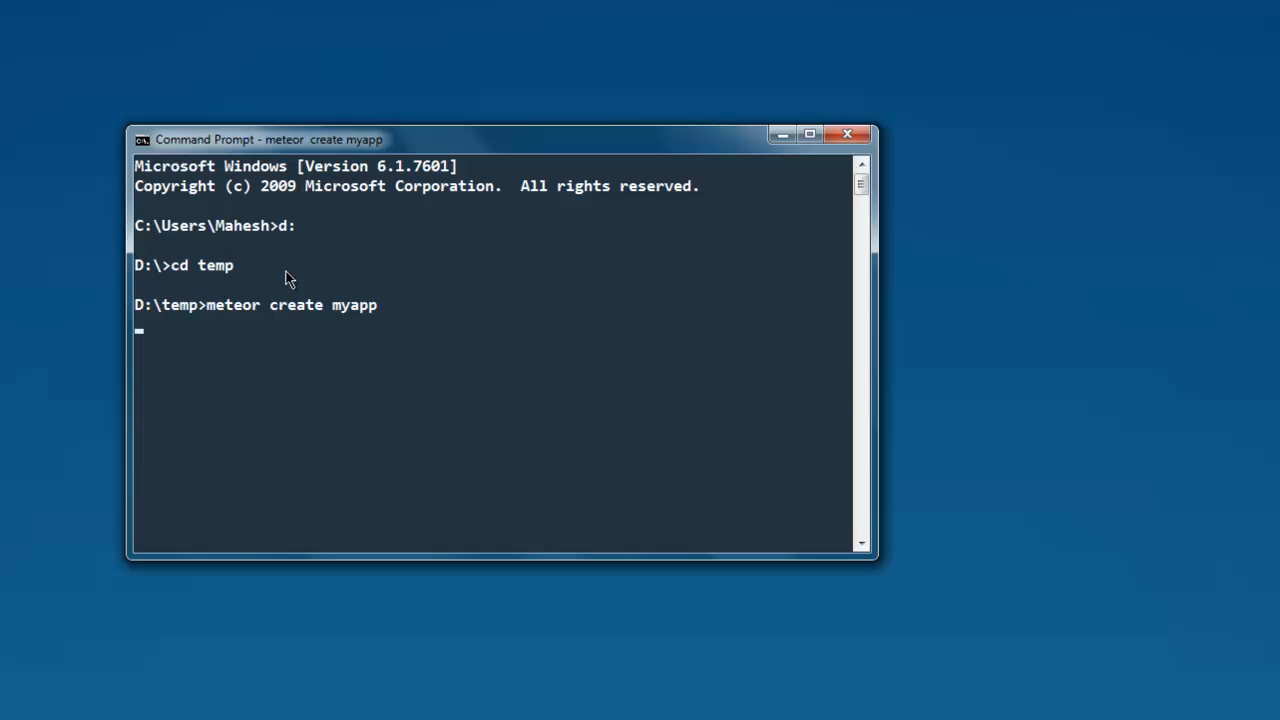 Command Prompt - meteor  create myapp
Microsoft Windows [Version 6.1.7601]
Copyright (c) 2009 Microsoft Corporation.  All rights reserved.
C:\Users\Mahesh>d:
D:\>cd temp
D:\temp>meteor create myapp